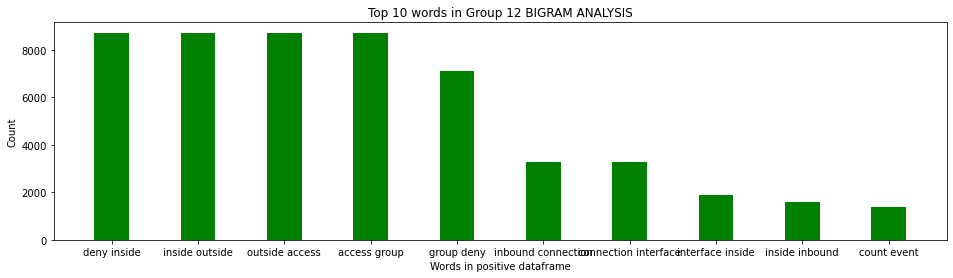 Top 10 words in Group 12 BIGRAM ANALYSIS
8000
6000
4000
2000
0
Count
deny inside inside outside outside access access group group deny inbound connection connection interface interface inside inside inbound count event
Words in positive dataframe